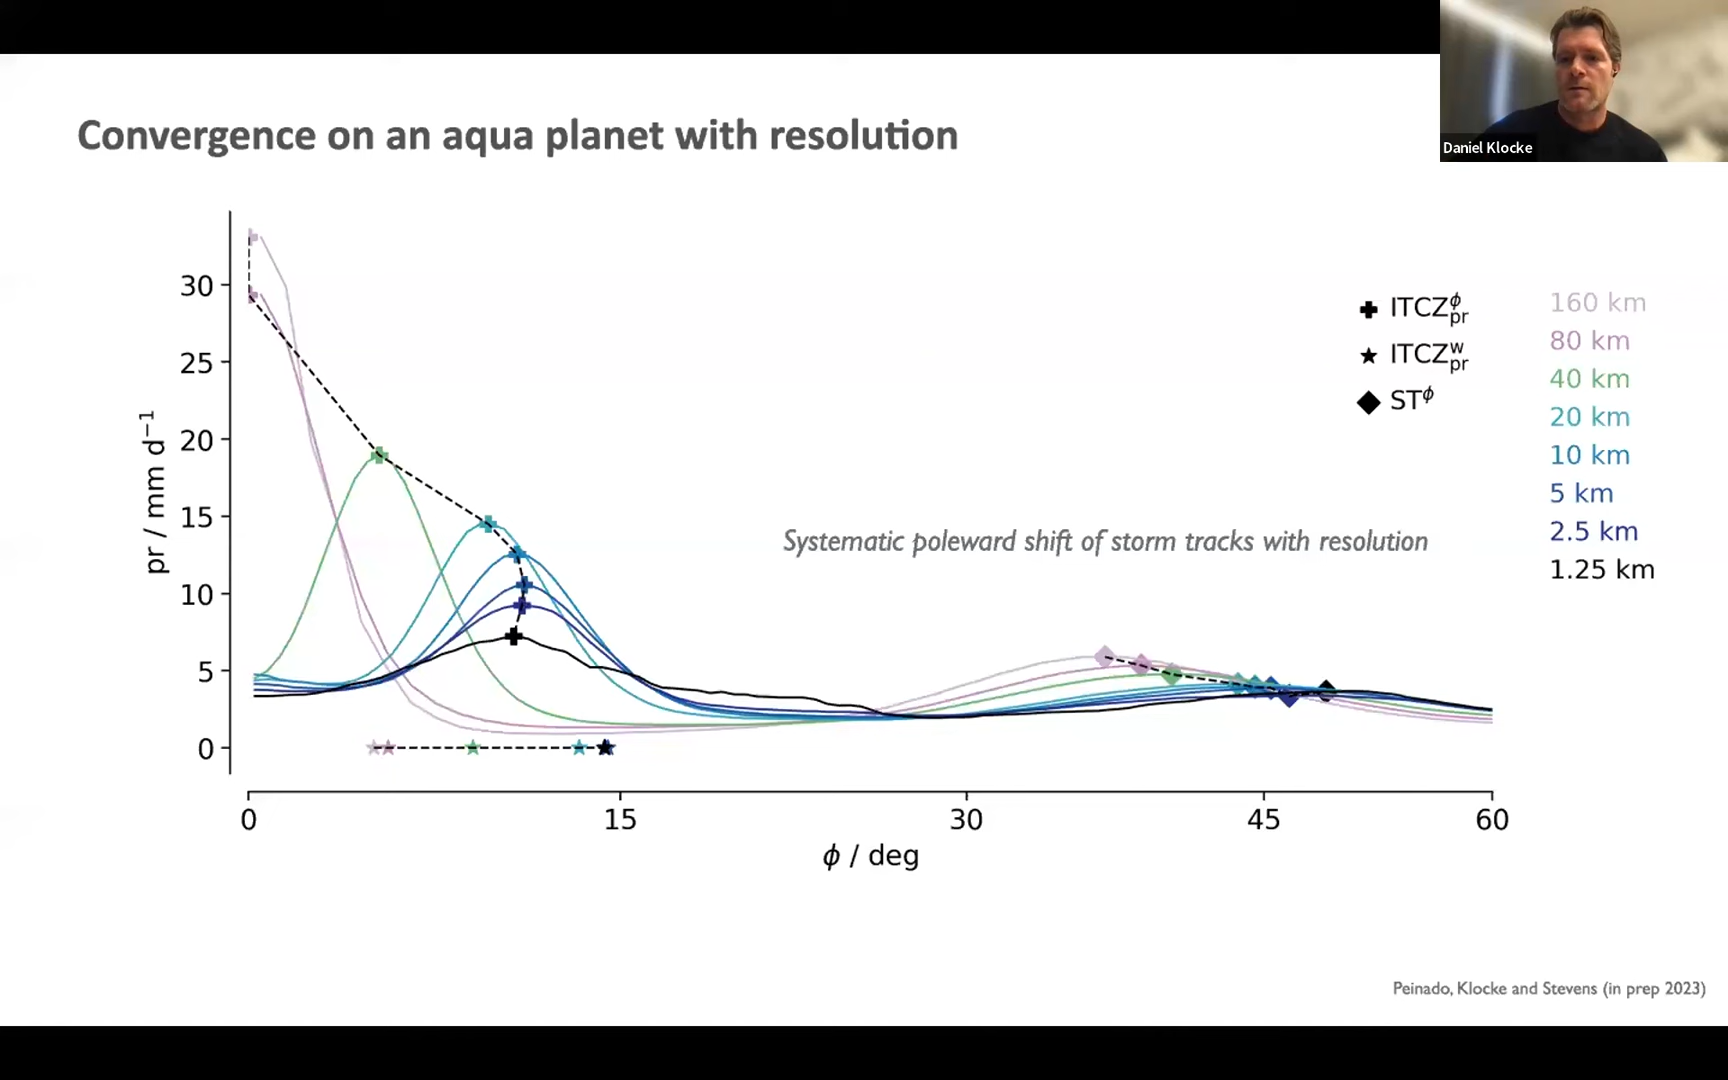 Daniel Klocke
Convergence on an aqua planet with resolution
30
25
20
15
10
5
0
pr / mm d⁻¹
0 15 30 45 60
ϕ / deg
ITCZ^ϕ_pr
ITCZ^w_pr
ST^ϕ
160 km
80 km
40 km
20 km
10 km
5 km
2.5 km
1.25 km
Systematic poleward shift of storm tracks with resolution
Peinado, Klocke and Stevens (in prep 2023)